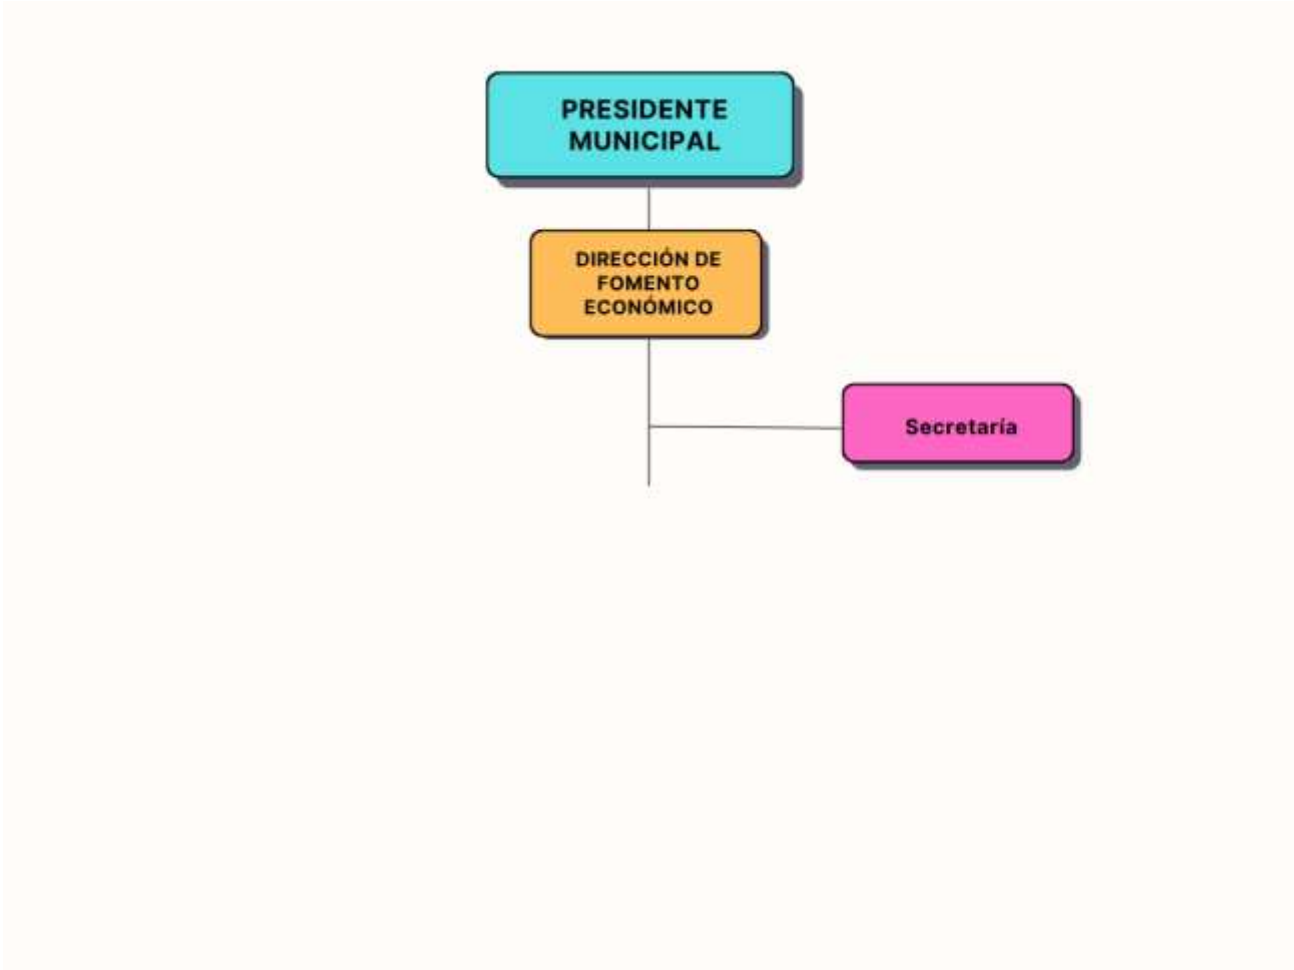 PRESIDENTE
MUNICIPAL
DIRECCIÓN DE
FOMENTO
ECONÓMICO
Secretaría